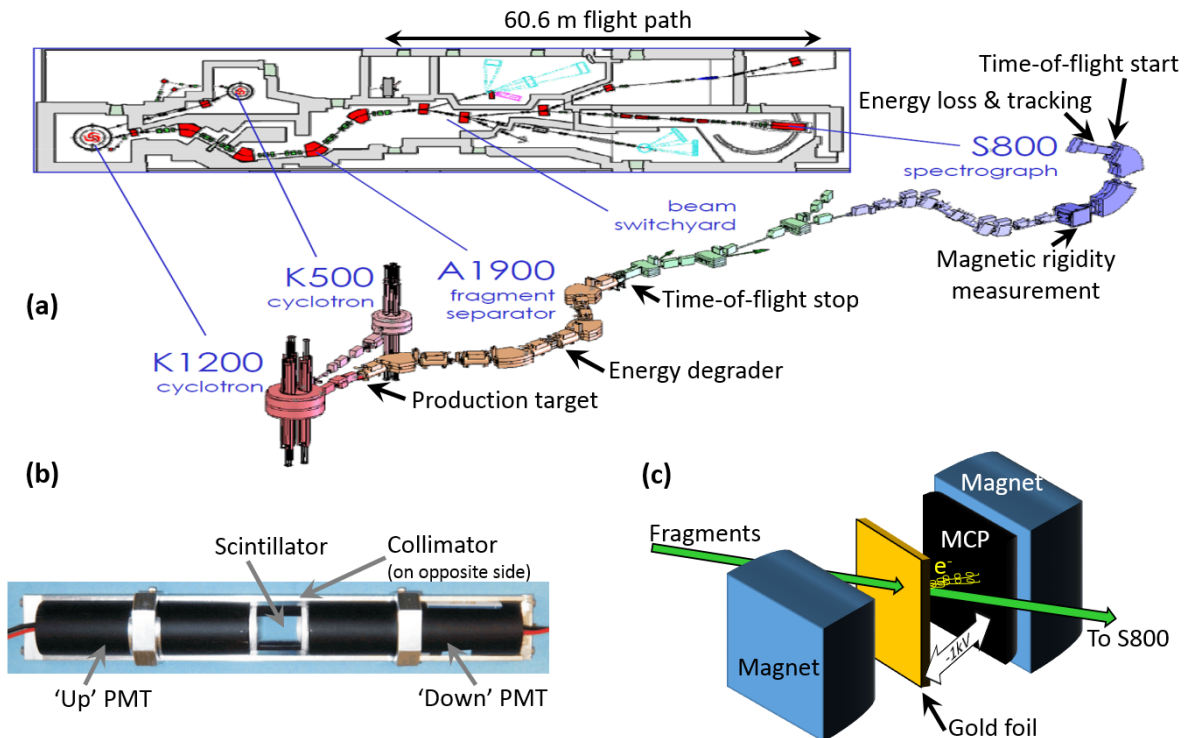 (a)
60.6 m flight path
Time-of-flight start
Energy loss & tracking
S800
spectrograph
beam
switchyard
K500
cyclotron
A1900
fragment
separator
Magnetic rigidity
measurement
Time-of-flight stop
K1200
cyclotron
Energy degrader
Production target
(b)
Scintillator
Collimator
(on opposite side)
'Up' PMT
'Down' PMT
(c)
Magnet
Fragments
MCP
e⁻
To S800
-1kV
Magnet
Gold foil